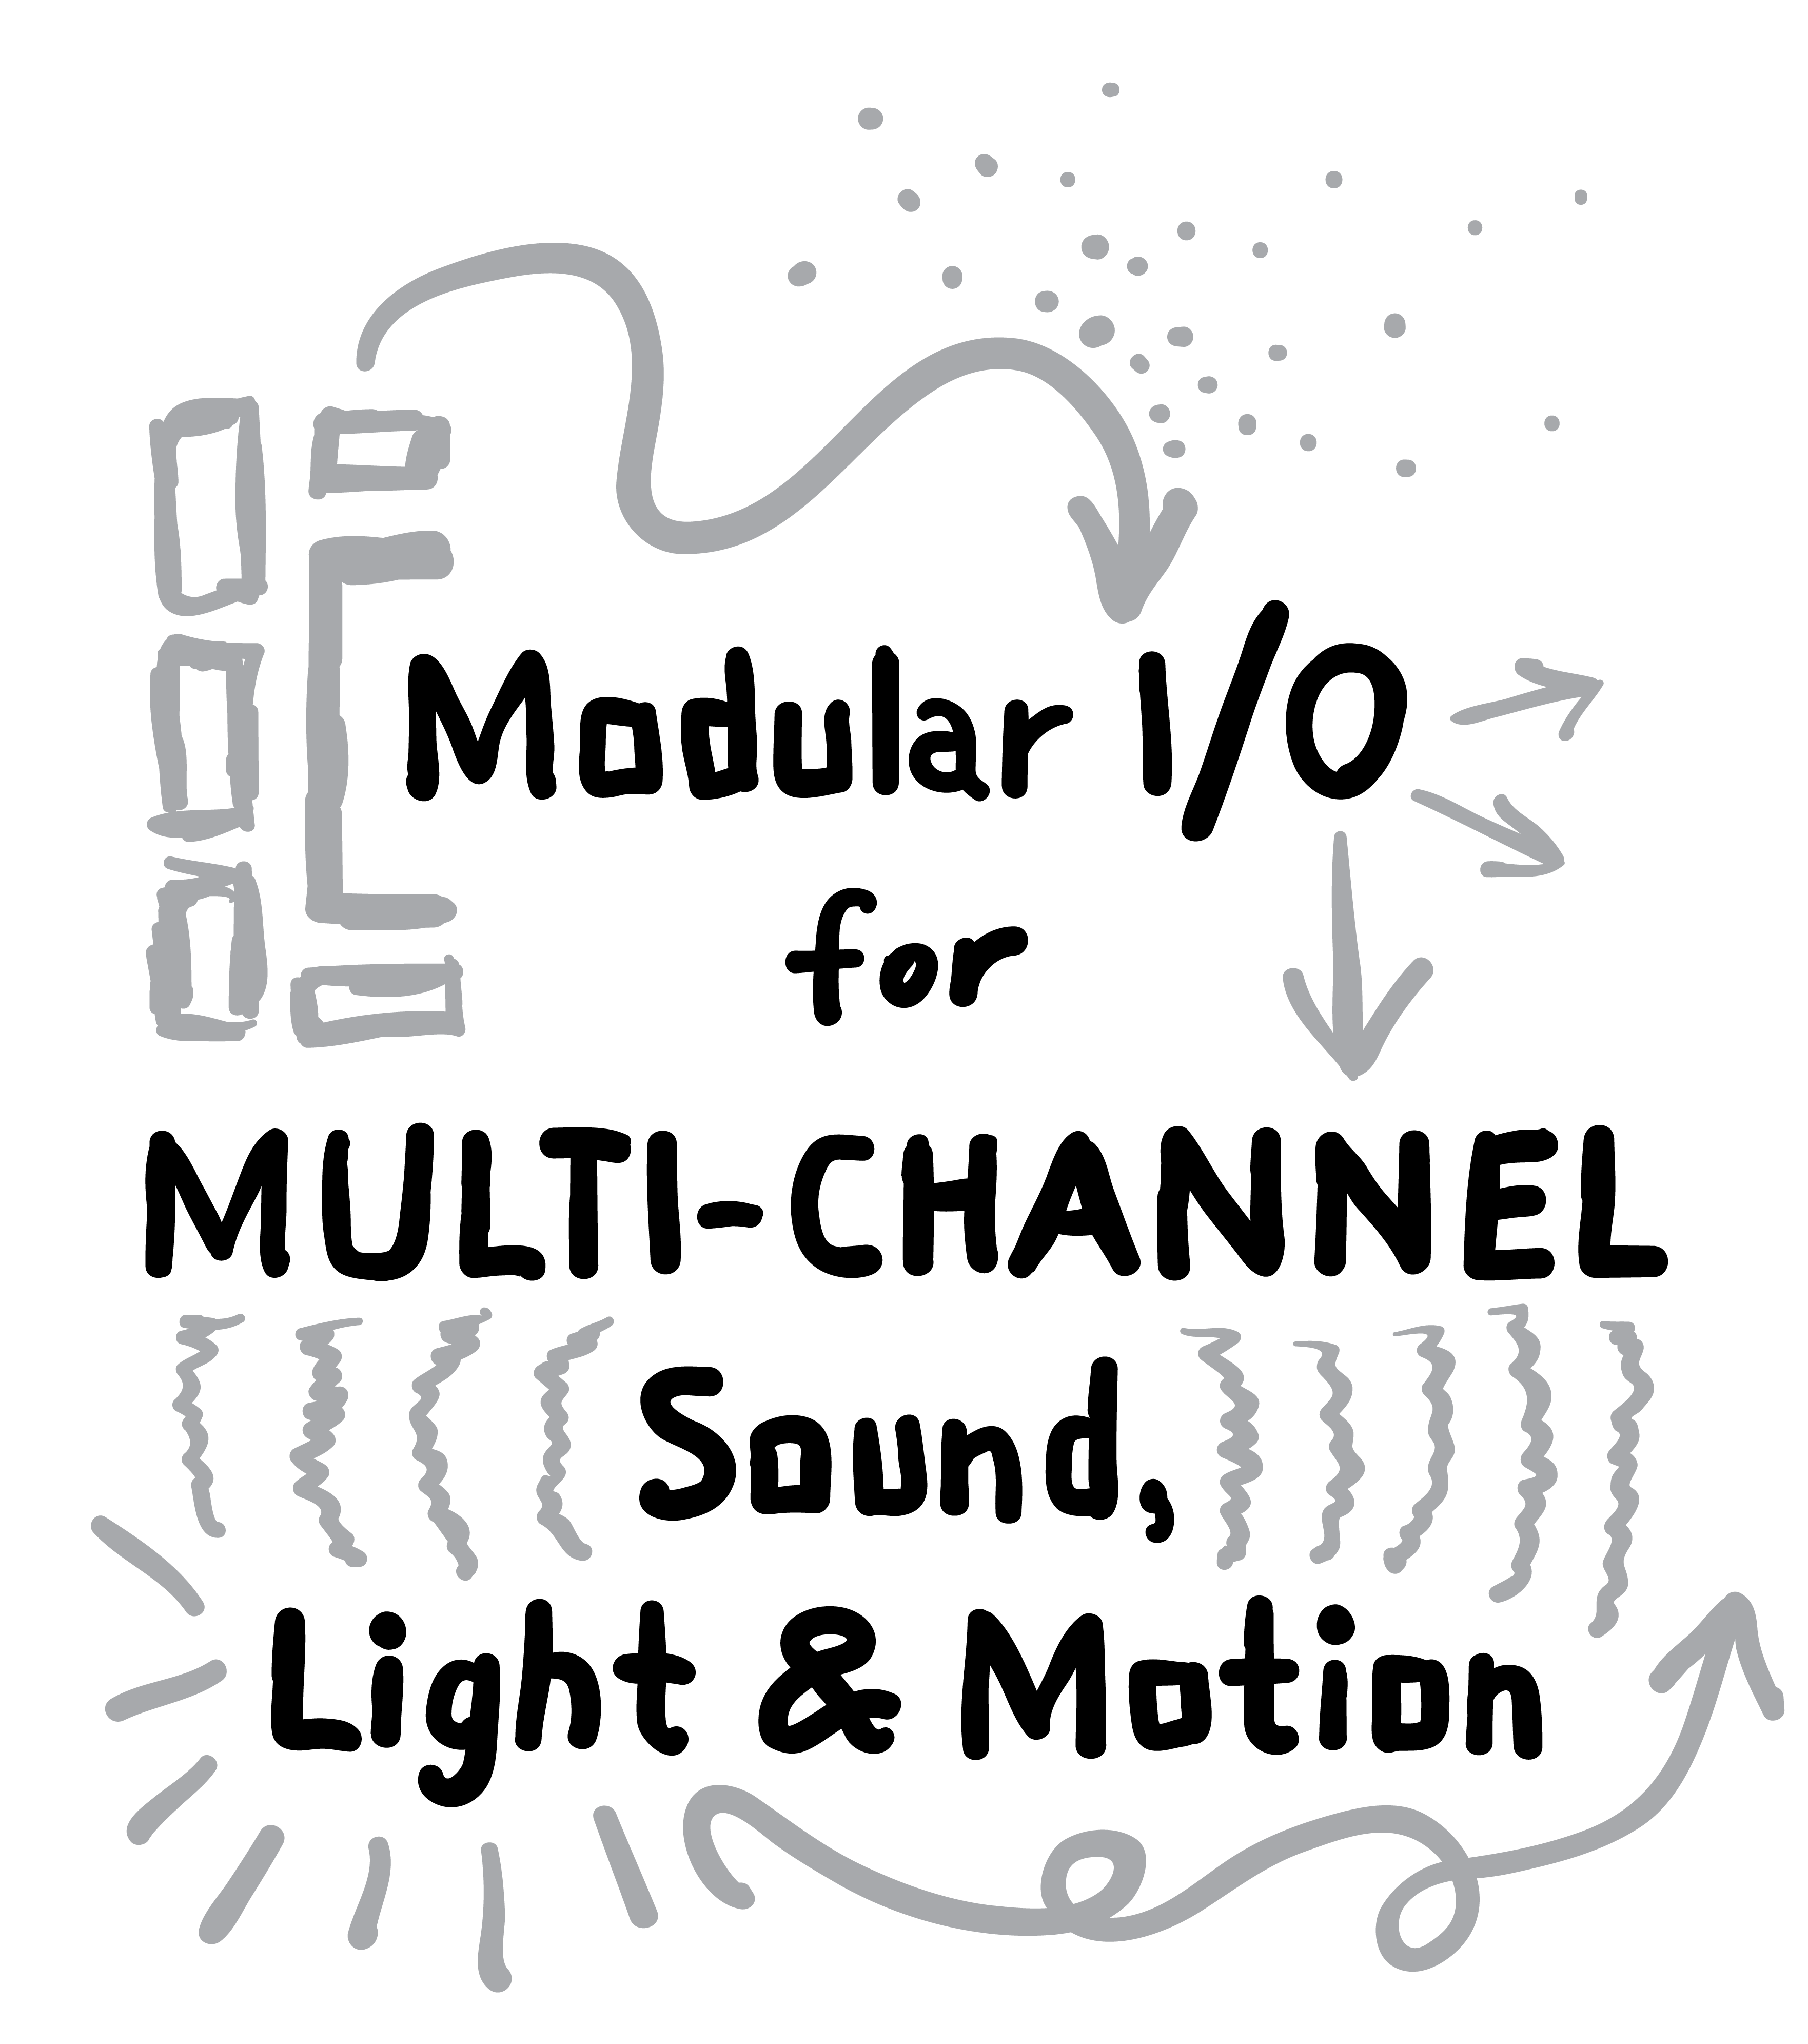 Modular I/O
for
MULTI-CHANNEL
Sound,
Light & Motion